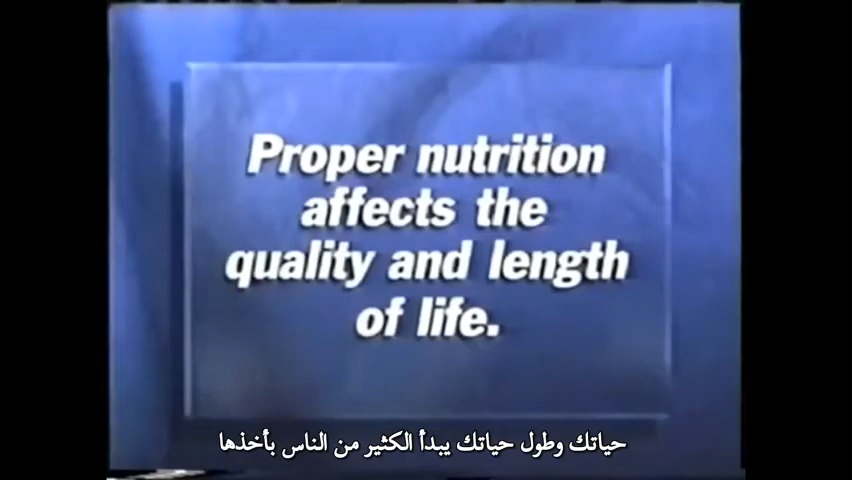 Proper nutrition
affects the
quality and length
of life.
حياتك وطول حياتك يبدأ الكثير من الناس بأخذها